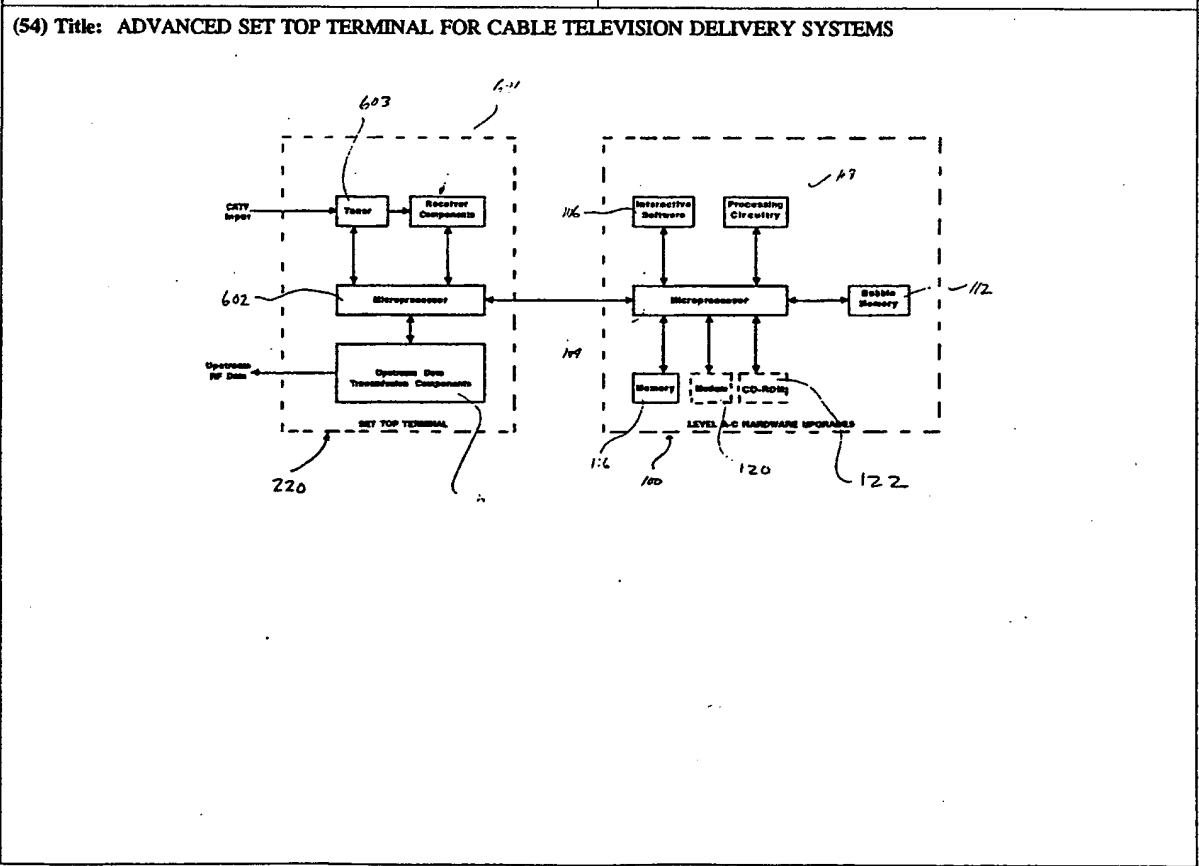 (54) Title: ADVANCED SET TOP TERMINAL FOR CABLE TELEVISION DELIVERY SYSTEMS
603
CATV
Input
Tuner
Receiver
Components
106
Interactive
Software
Processing
Circuitry
602
Microprocessor
Microprocessor
Bubble
Memory
112
Upstream
RF Data
Upstream Data
Transmission Components
Memory
CD-ROM
SET TOP TERMINAL
LEVEL A-C HARDWARE UPGRADES
220
100
120
122